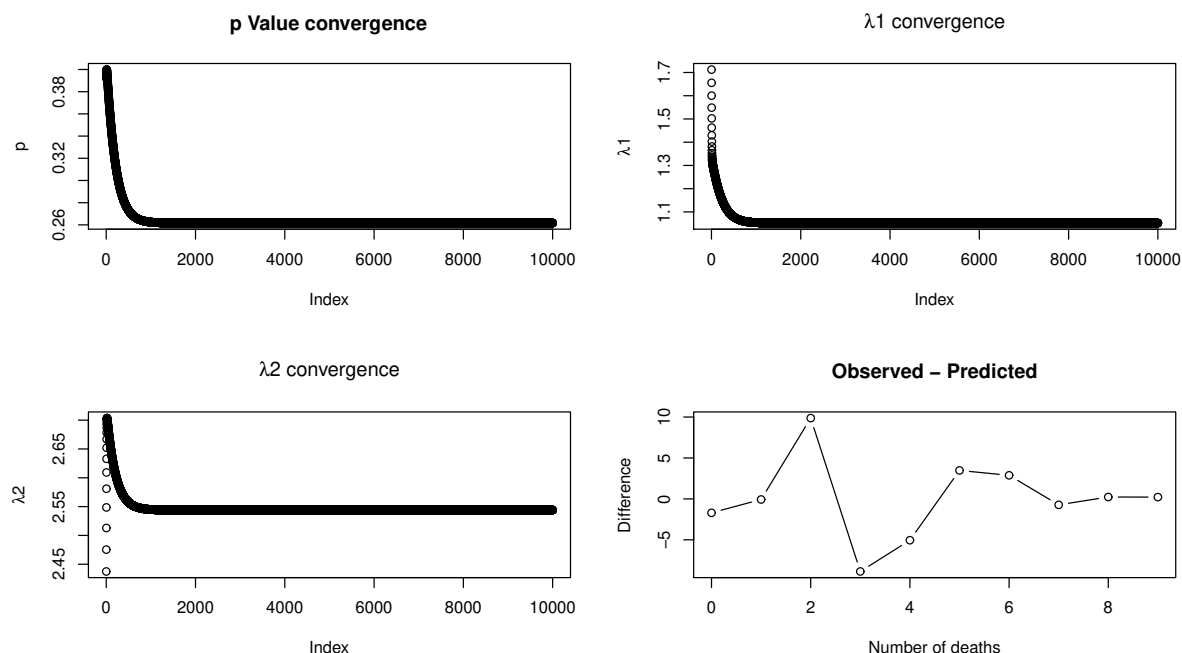 p Value convergence
p
0.26 0.32 0.38
0 2000 4000 6000 8000 10000
Index
λ1 convergence
λ1
1.1 1.3 1.5 1.7
0 2000 4000 6000 8000 10000
Index
λ2 convergence
λ2
2.45 2.55 2.65
0 2000 4000 6000 8000 10000
Index
Observed − Predicted
Difference
−5 0 5 10
0 2 4 6 8
Number of deaths